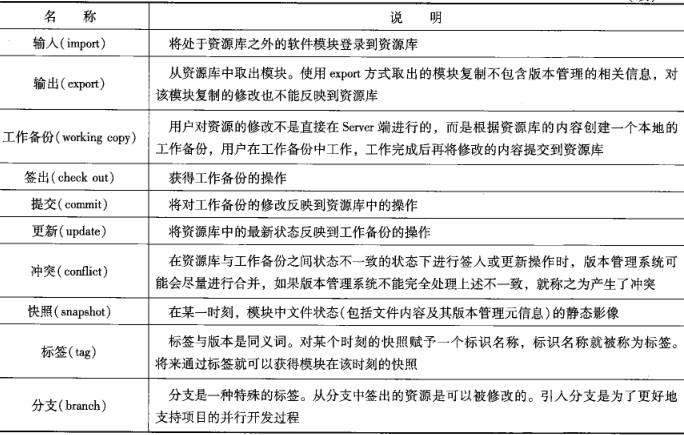 名 称 说 明
输入(import) 将处于资源库之外的软件模块登录到资源库
输出(export) 从资源库中取出模块。使用 export 方式取出的模块复制不包含版本管理的相关信息,对
该模块复制的修改也不能反映到资源库
工作备份(working copy) 用户对资源的修改不是直接在 Server 端进行的,而是根据资源库的内容创建一个本地的
工作备份,用户在工作备份中工作,工作完成后再将修改的内容提交到资源库
签出(check out) 获得工作备份的操作
提交(commit) 将对工作备份的修改反映到资源库中的操作
更新(update) 将资源库中的最新状态反映到工作备份的操作
冲突(conflict) 在资源库与工作备份之间状态不一致的状态下进行签入或更新操作时,版本管理系统可
能会尽量进行合并,如果版本管理系统不能完全处理上述不一致,就称之为产生了冲突
快照(snapshot) 在某一时刻,模块中文件状态(包括文件内容及其版本管理元信息)的静态影像
标签(tag) 标签与版本是同义词。对某个时刻的快照赋予一个标识名称,标识名称就被称为标签。
将来通过标签就可以获得模块在该时刻的快照
分支(branch) 分支是一种特殊的标签。从分支中签出的资源是可以被修改的。引入分支是为了更好地
支持项目的并行开发过程